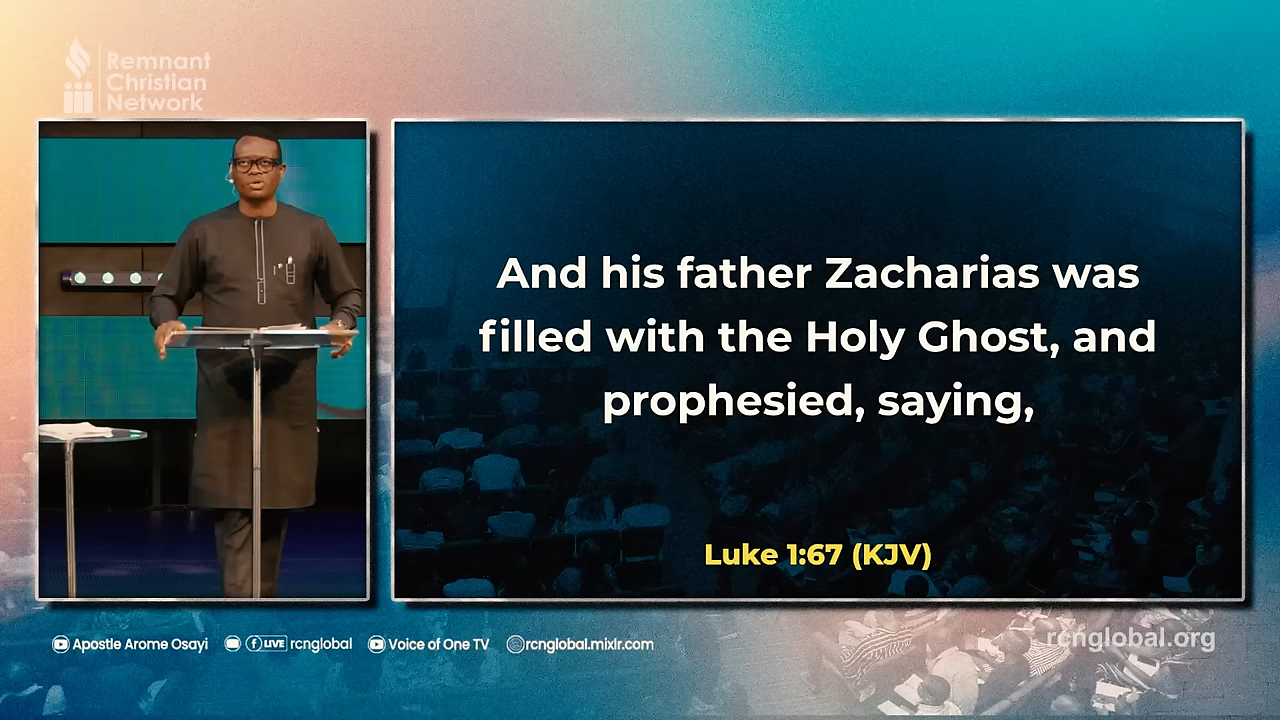 Remnant
Christian
Network
And his father Zacharias was
filled with the Holy Ghost, and
prophesied, saying,
Luke 1:67 (KJV)
Apostle Arome Osayi LIVE rcnglobal Voice of One TV rcnglobal.mixlr.com
rcnglobal.org